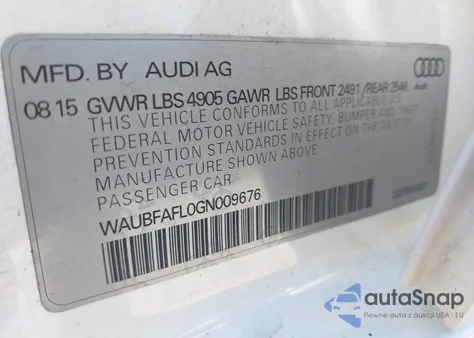 MFD. BY AUDI AG
Audi
08 15 GVWR LBS 4905 GAWR LBS FRONT 2491 /REAR 2546
THIS VEHICLE CONFORMS TO ALL APPLICABLE U.S.
FEDERAL MOTOR VEHICLE SAFETY, BUMPER AND THEFT
PREVENTION STANDARDS IN EFFECT ON THE DATE OF
MANUFACTURE SHOWN ABOVE
PASSENGER CAR
WAUBFAFL0GN009676
autoSnap
Pewne auta z aukcji USA i EU